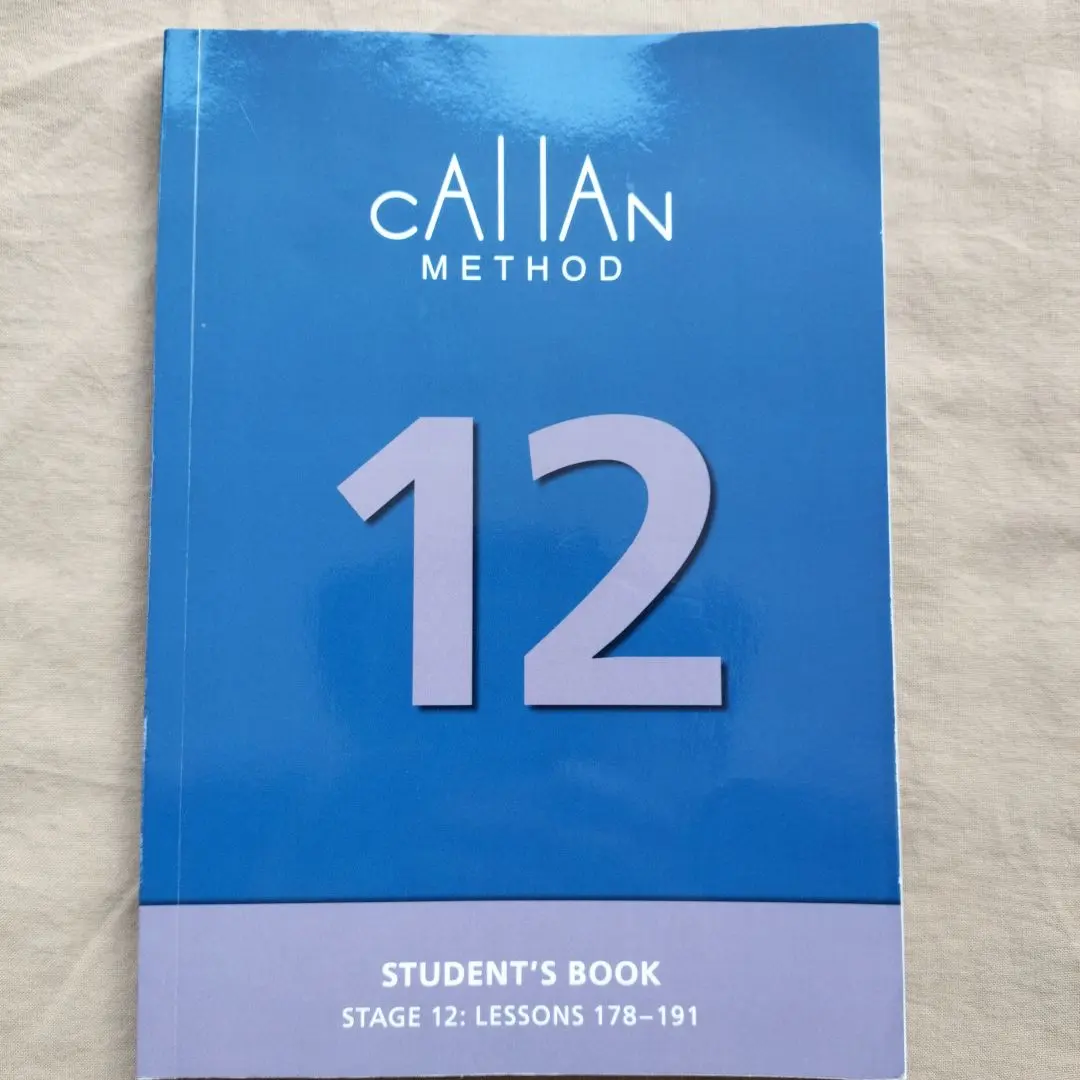 CALLAN
METHOD
12
STUDENT'S BOOK
STAGE 12: LESSONS 178–191